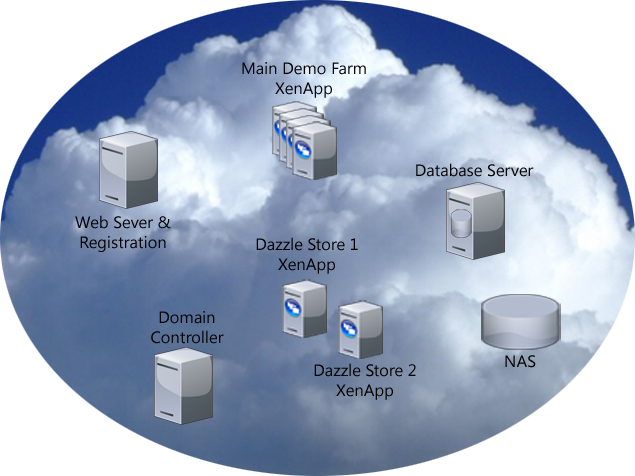 Main Demo Farm
XenApp
Database Server
Web Sever &
Registration
Dazzle Store 1
XenApp
Domain
Controller
NAS
Dazzle Store 2
XenApp